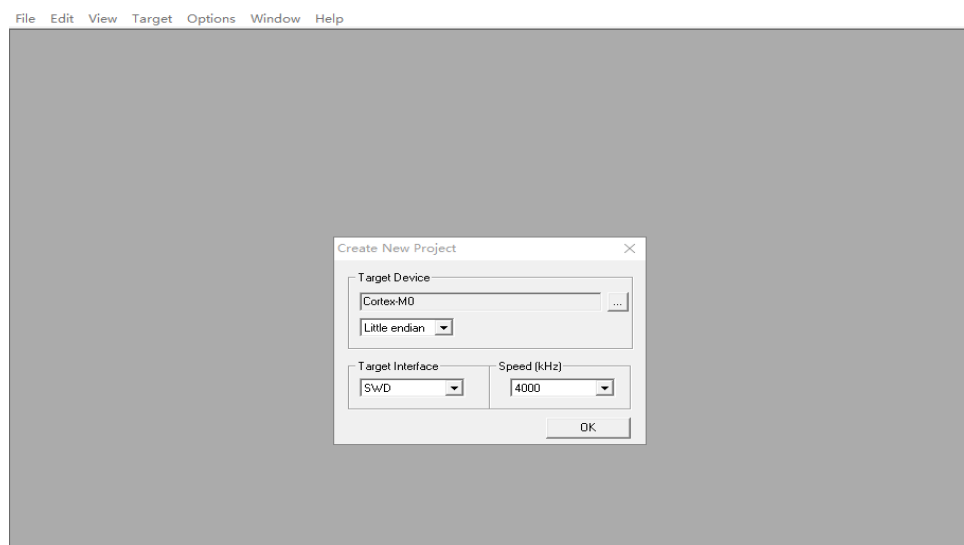 File Edit View Target Options Window Help
Create New Project
Target Device
Cortex-M0
...
Little endian
Target Interface
Speed (kHz)
SWD
4000
OK